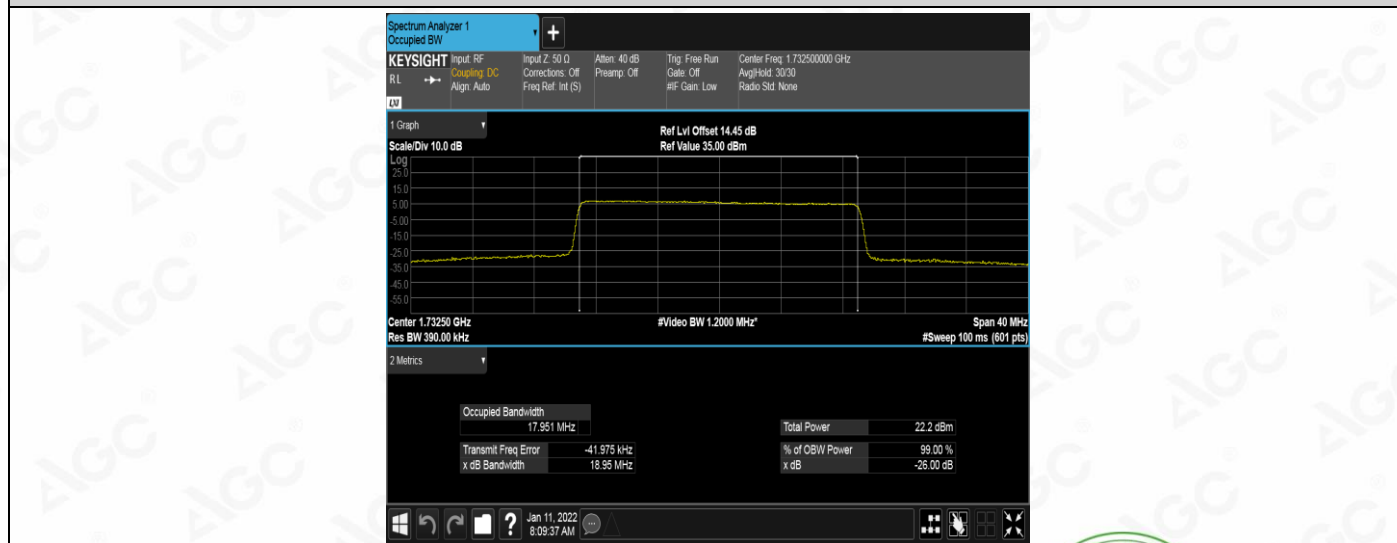 Spectrum Analyzer 1
Occupied BW
+
KEYSIGHT
RL
LXI
Input: RF
Coupling: DC
Align: Auto
Input Z: 50 Ω
Corrections: Off
Freq Ref: Int (S)
Atten: 40 dB
Preamp: Off
Trig: Free Run
Gate: Off
#IF Gain: Low
Center Freq: 1.732500000 GHz
Avg|Hold: 30/30
Radio Std: None
1 Graph
Scale/Div 10.0 dB
Ref Lvl Offset 14.45 dB
Ref Value 35.00 dBm
Log
25.0
15.0
5.00
-5.00
-15.0
-25.0
-35.0
-45.0
-55.0
Center 1.73250 GHz
Res BW 390.00 kHz
#Video BW 1.2000 MHz*
Span 40 MHz
#Sweep 100 ms (601 pts)
2 Metrics
Occupied Bandwidth
17.951 MHz
Transmit Freq Error -41.975 kHz
x dB Bandwidth 18.95 MHz
Total Power 22.2 dBm
% of OBW Power 99.00 %
x dB -26.00 dB
?
Jan 11, 2022
8:09:37 AM
AGC